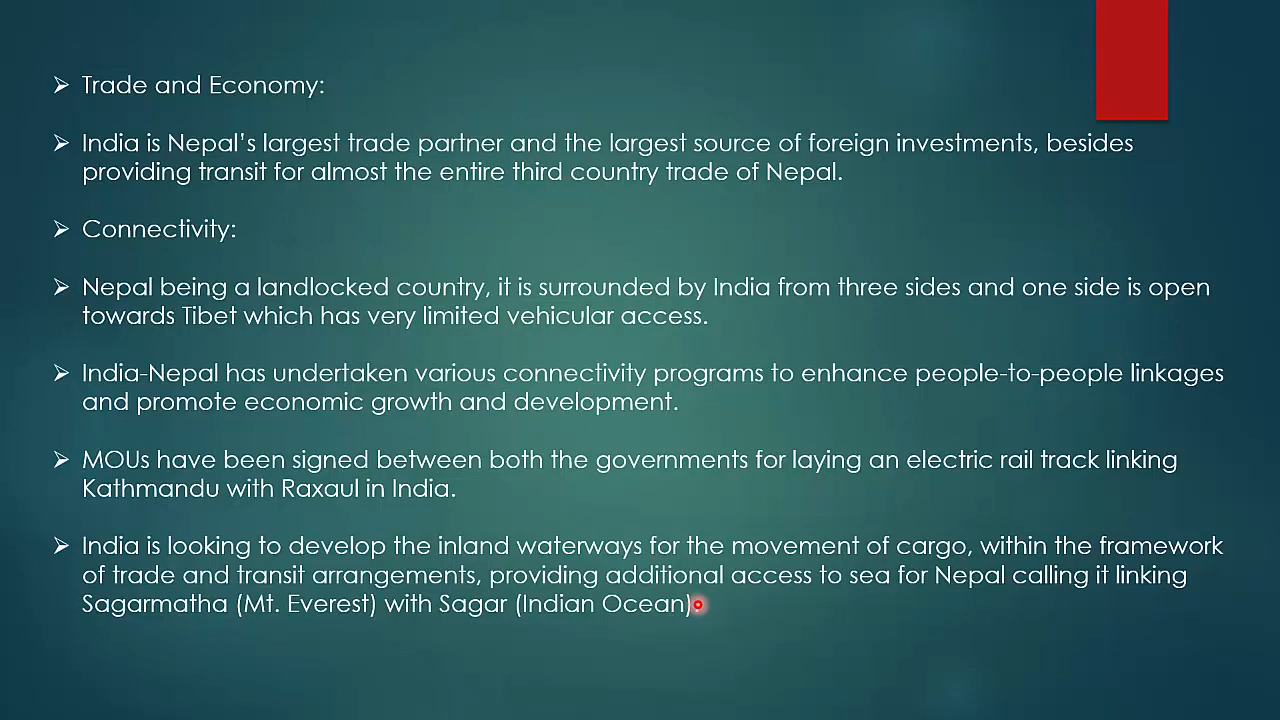 ➢ Trade and Economy:
➢ India is Nepal's largest trade partner and the largest source of foreign investments, besides
providing transit for almost the entire third country trade of Nepal.
➢ Connectivity:
➢ Nepal being a landlocked country, it is surrounded by India from three sides and one side is open
towards Tibet which has very limited vehicular access.
➢ India-Nepal has undertaken various connectivity programs to enhance people-to-people linkages
and promote economic growth and development.
➢ MOUs have been signed between both the governments for laying an electric rail track linking
Kathmandu with Raxaul in India.
➢ India is looking to develop the inland waterways for the movement of cargo, within the framework
of trade and transit arrangements, providing additional access to sea for Nepal calling it linking
Sagarmatha (Mt. Everest) with Sagar (Indian Ocean).